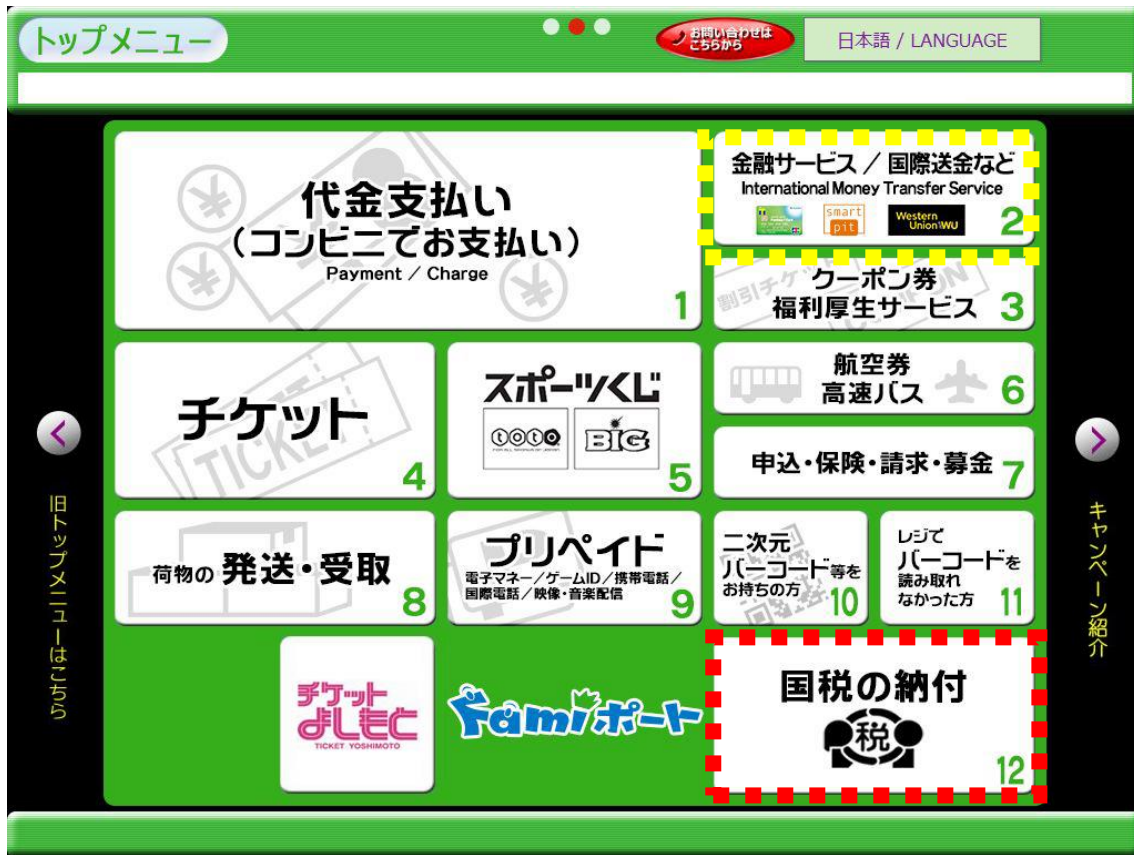 トップメニュー
お問い合わせは
こちらから
日本語 / LANGUAGE
代金支払い
(コンビニでお支払い)
Payment / Charge
1
金融サービス / 国際送金など
International Money Transfer Service
smart
pit
Western
Union WU
2
割引チケット
COUPON
クーポン券
福利厚生サービス
3
TICKET
チケット
4
スポーツくじ
toto
BIG
5
航空券
高速バス
6
申込・保険・請求・募金
7
荷物の 発送・受取
8
プリペイド
電子マネー/ゲームID/携帯電話/
国際電話/映像・音楽配信
9
二次元
バーコード等を
お持ちの方
10
レジで
バーコードを
読み取れ
なかった方
11
チケット
よしもと
TICKET YOSHIMOTO
Famiポート
国税の納付
税
12
旧トップメニューはこちら
キャンペーン紹介